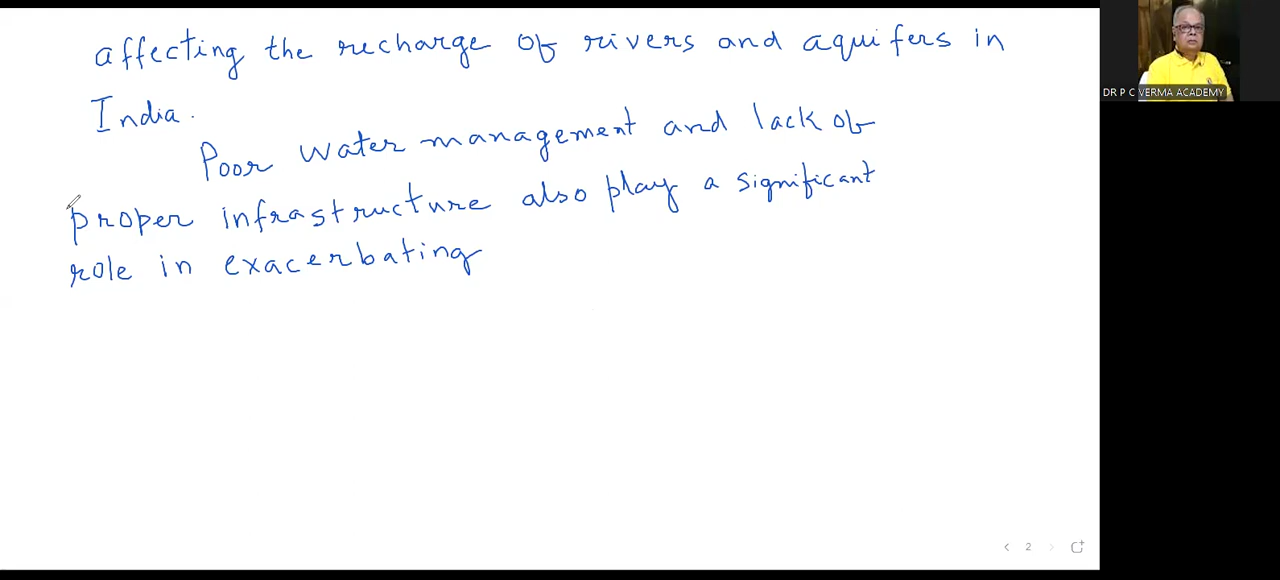 affecting the recharge of rivers and aquifers in
India.
Poor water management and lack of
proper infrastructure also play a significant
role in exacerbating
DR P C VERMA ACADEMY
< 2 >